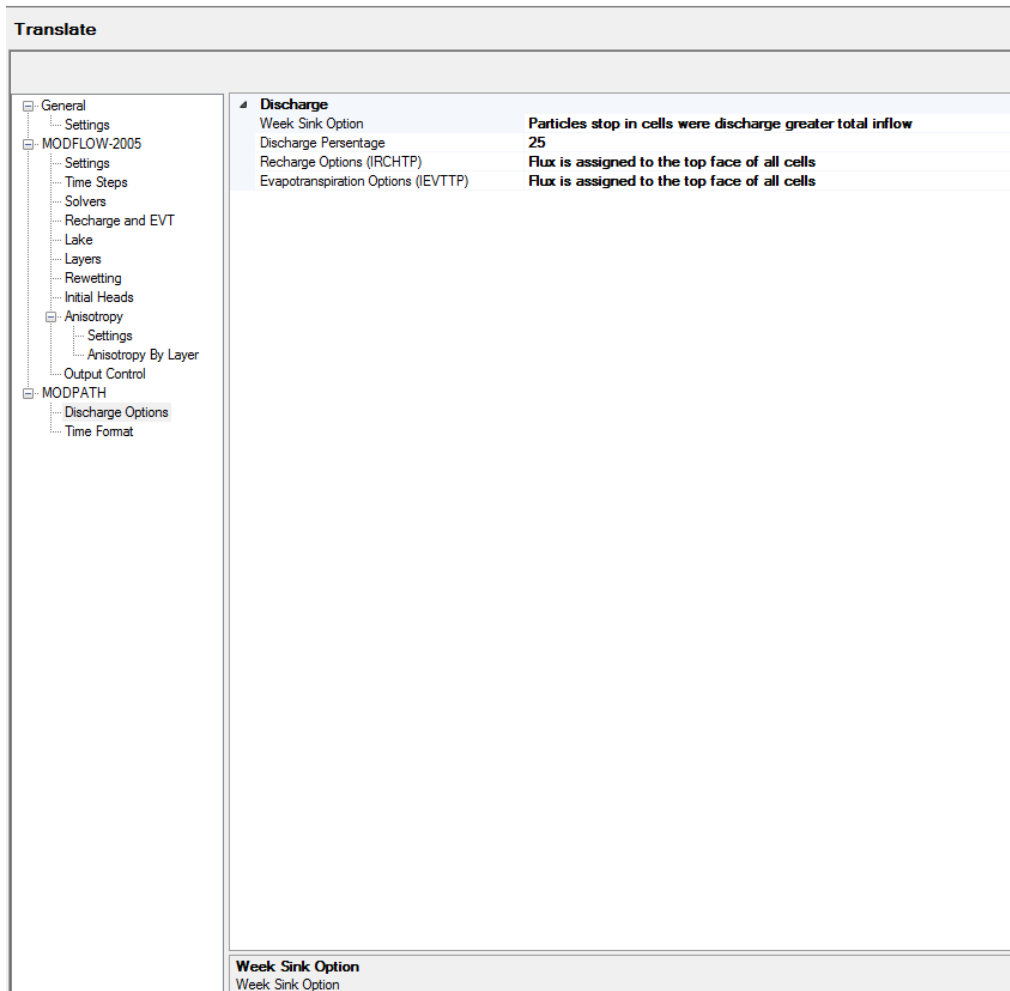 Translate
General
Settings
MODFLOW-2005
Settings
Time Steps
Solvers
Recharge and EVT
Lake
Layers
Rewetting
Initial Heads
Anisotropy
Settings
Anisotropy By Layer
Output Control
MODPATH
Discharge Options
Time Format
Discharge
Week Sink Option Particles stop in cells were discharge greater total inflow
Discharge Persentage 25
Recharge Options (IRCHTP) Flux is assigned to the top face of all cells
Evapotranspiration Options (IEVTTP) Flux is assigned to the top face of all cells
Week Sink Option
Week Sink Option